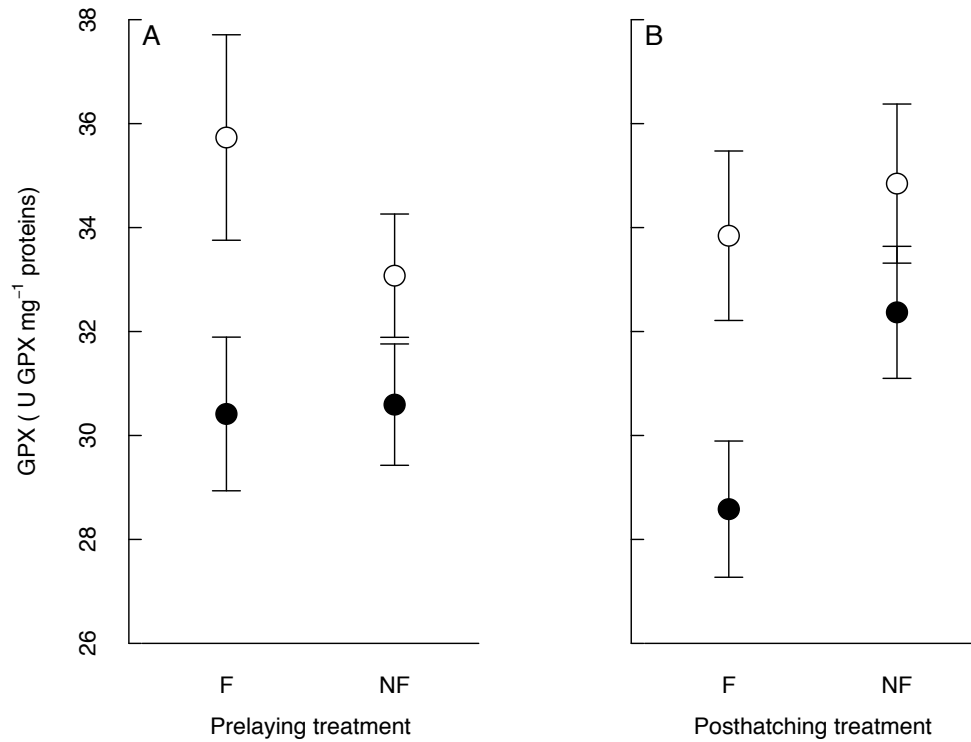 A
B
38
36
34
32
30
28
26
GPX ( U GPX mg⁻¹ proteins)
F NF
F NF
Prelaying treatment
Posthatching treatment